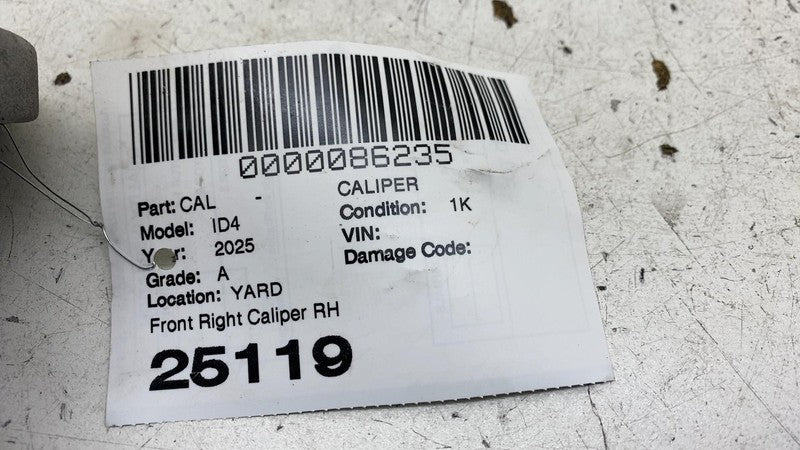 0000086235
Part: CAL - CALIPER
Model: ID4 Condition: 1K
Year: 2025 VIN:
Grade: A Damage Code:
Location: YARD
Front Right Caliper RH
25119